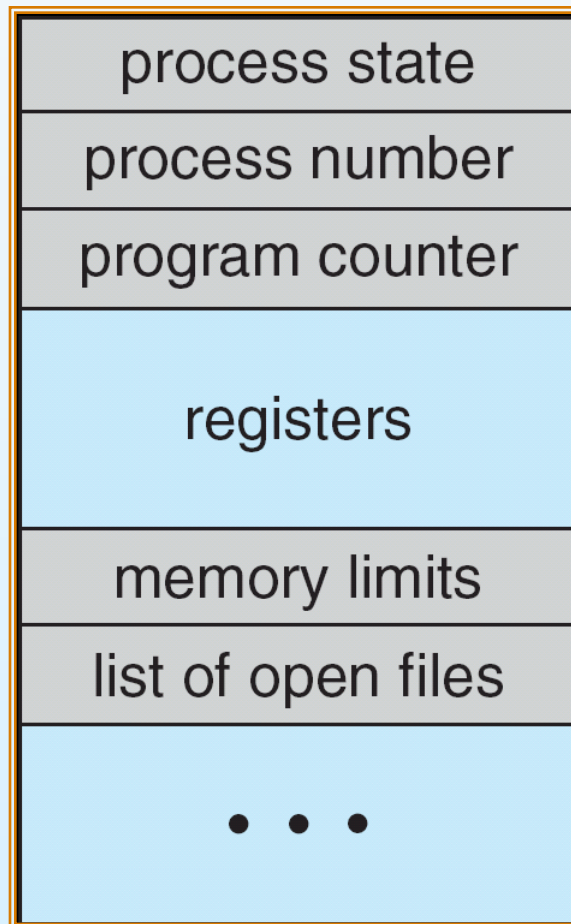 process state
process number
program counter
registers
memory limits
list of open files
• • •